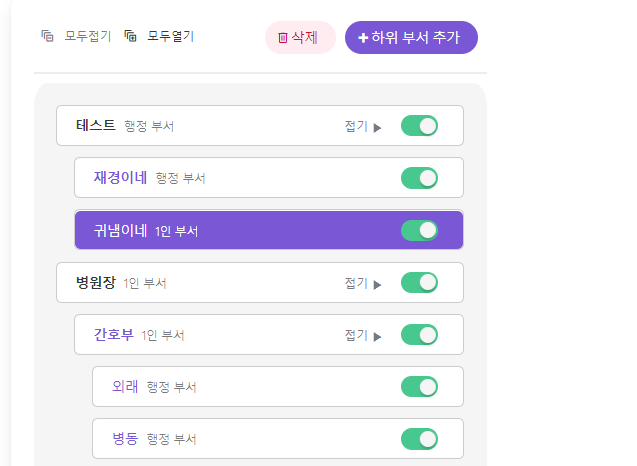 모두접기 모두열기 삭제 + 하위 부서 추가
테스트 행정 부서 접기 ▶
재경이네 행정 부서
귀냄이네 1인 부서
병원장 1인 부서 접기 ▶
간호부 1인 부서 접기 ▶
외래 행정 부서
병동 행정 부서